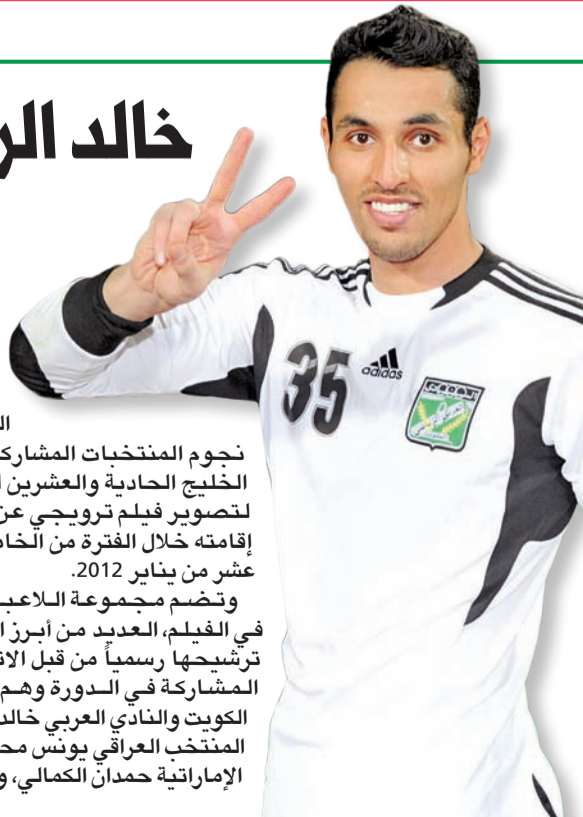 خالد الر
35
adidas
العربي
ال
نجوم المنتخبات المشارك
الخليج الحادية والعشرين ا
لتصوير فيلم ترويجي عن
إقامته خلال الفترة من الخا
عشر من يناير 2012.
وتضم مجموعة اللاعب
في الفيلم، العديد من أبرز ا
ترشيحها رسمياً من قبل الات
المشاركة في الدورة وهم
الكويت والنادي العربي خالد
المنتخب العراقي يونس مح
الإماراتية حمدان الكمالي، و